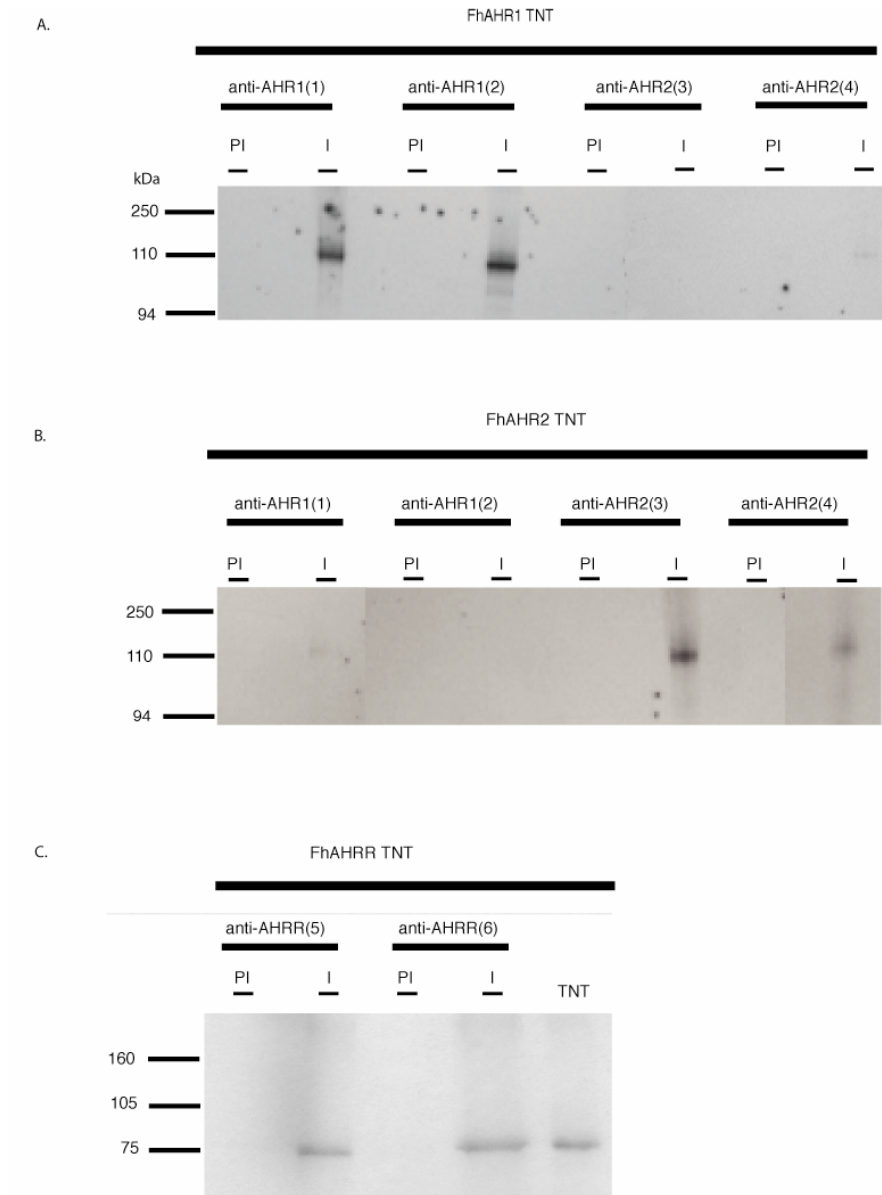 A.
FhAHR1 TNT
anti-AHR1(1) anti-AHR1(2) anti-AHR2(3) anti-AHR2(4)
PI I PI I PI I PI I
kDa
250
110
94
B.
FhAHR2 TNT
anti-AHR1(1) anti-AHR1(2) anti-AHR2(3) anti-AHR2(4)
PI I PI I PI I PI I
250
110
94
C.
FhAHRR TNT
anti-AHRR(5) anti-AHRR(6)
PI I PI I TNT
160
105
75